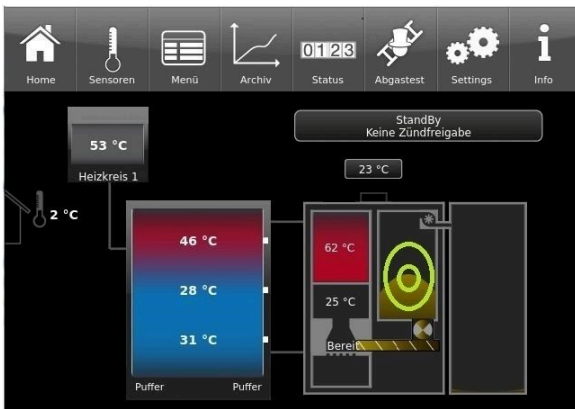 0123
Home Sensoren Menü Archiv Status Abgastest Settings Info
StandBy
Keine Zündfreigabe
53 °C
23 °C
Heizkreis 1
2 °C
46 °C
62 °C
28 °C
25 °C
31 °C
Bereit
Puffer Puffer